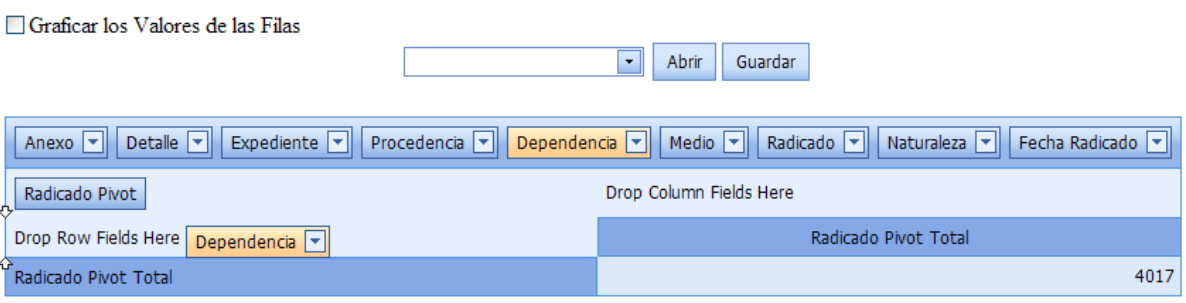 Graficar los Valores de las Filas
Abrir Guardar
Anexo Detalle Expediente Procedencia Dependencia Medio Radicado Naturaleza Fecha Radicado
Radicado Pivot Drop Column Fields Here
Drop Row Fields Here Dependencia Radicado Pivot Total
Radicado Pivot Total 4017